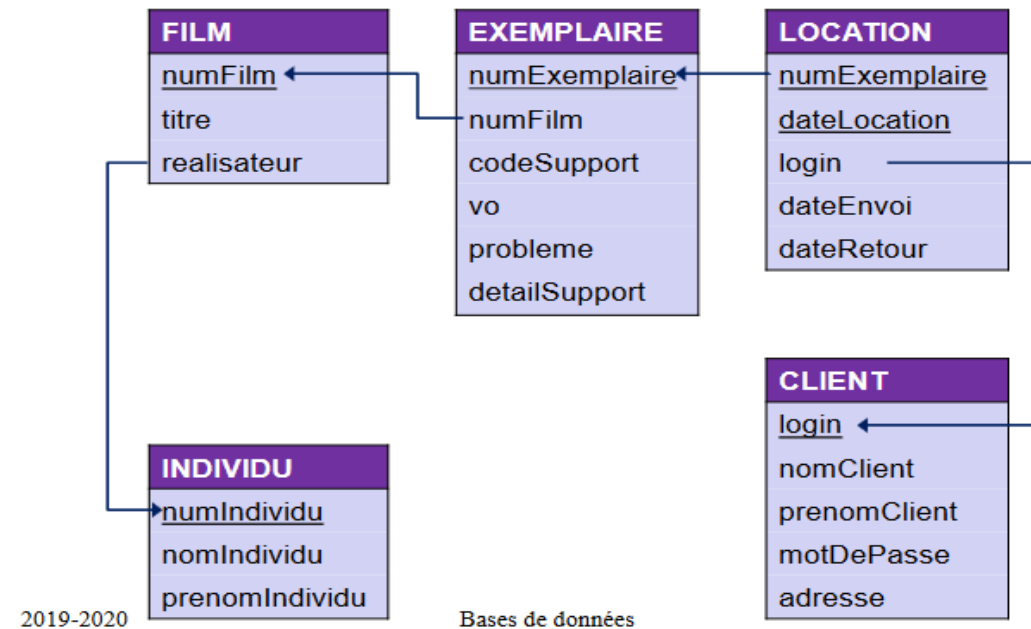 FILM
numFilm
titre
realisateur
EXEMPLAIRE
numExemplaire
numFilm
codeSupport
vo
probleme
detailSupport
LOCATION
numExemplaire
dateLocation
login
dateEnvoi
dateRetour
INDIVIDU
numIndividu
nomIndividu
prenomIndividu
CLIENT
login
nomClient
prenomClient
motDePasse
adresse
2019-2020
Bases de données